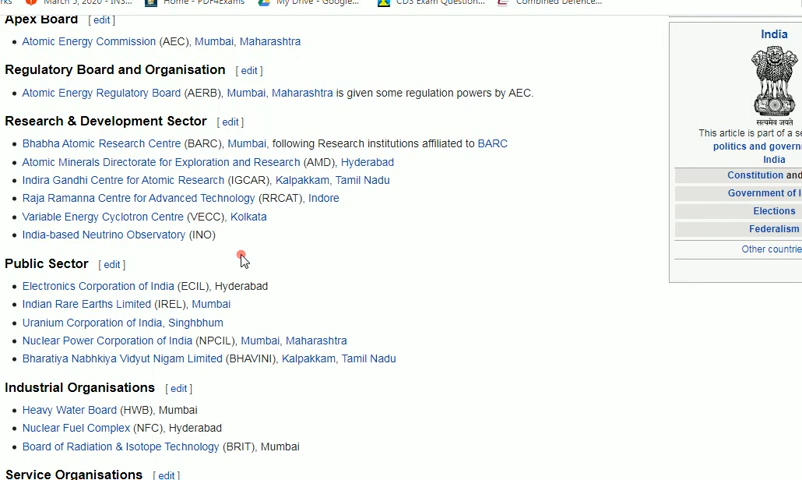 March 5, 2020 - INS...
Home - PDF4Exams
My Drive - Google...
CDS Exam Question...
Combined Defence...
Apex Board [ edit ]
• Atomic Energy Commission (AEC), Mumbai, Maharashtra
Regulatory Board and Organisation [ edit ]
• Atomic Energy Regulatory Board (AERB), Mumbai, Maharashtra is given some regulation powers by AEC.
Research & Development Sector [ edit ]
• Bhabha Atomic Research Centre (BARC), Mumbai, following Research institutions affiliated to BARC
• Atomic Minerals Directorate for Exploration and Research (AMD), Hyderabad
• Indira Gandhi Centre for Atomic Research (IGCAR), Kalpakkam, Tamil Nadu
• Raja Ramanna Centre for Advanced Technology (RRCAT), Indore
• Variable Energy Cyclotron Centre (VECC), Kolkata
• India-based Neutrino Observatory (INO)
Public Sector [ edit ]
• Electronics Corporation of India (ECIL), Hyderabad
• Indian Rare Earths Limited (IREL), Mumbai
• Uranium Corporation of India, Singhbhum
• Nuclear Power Corporation of India (NPCIL), Mumbai, Maharashtra
• Bharatiya Nabhkiya Vidyut Nigam Limited (BHAVINI), Kalpakkam, Tamil Nadu
Industrial Organisations [ edit ]
• Heavy Water Board (HWB), Mumbai
• Nuclear Fuel Complex (NFC), Hyderabad
• Board of Radiation & Isotope Technology (BRIT), Mumbai
Service Organisations [ edit ]
India
सत्यमेव जयते
This article is part of a se
politics and govern
India
Constitution and
Government of I
Elections
Federalism
Other countrie